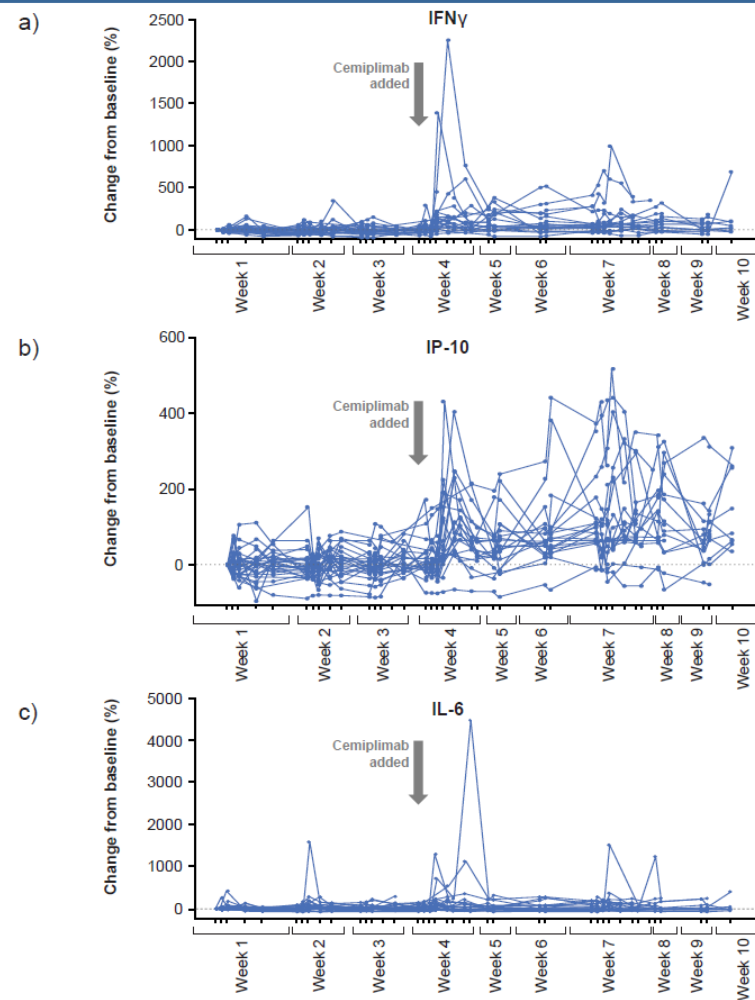 a)
IFNγ
Change from baseline (%)
2500
2000
1500
1000
500
0
Cemiplimab
added
Week 1
Week 2
Week 3
Week 4
Week 5
Week 6
Week 7
Week 8
Week 9
Week 10
b)
IP-10
Change from baseline (%)
600
400
200
0
Cemiplimab
added
Week 1
Week 2
Week 3
Week 4
Week 5
Week 6
Week 7
Week 8
Week 9
Week 10
c)
IL-6
Change from baseline (%)
5000
4000
3000
2000
1000
0
Cemiplimab
added
Week 1
Week 2
Week 3
Week 4
Week 5
Week 6
Week 7
Week 8
Week 9
Week 10